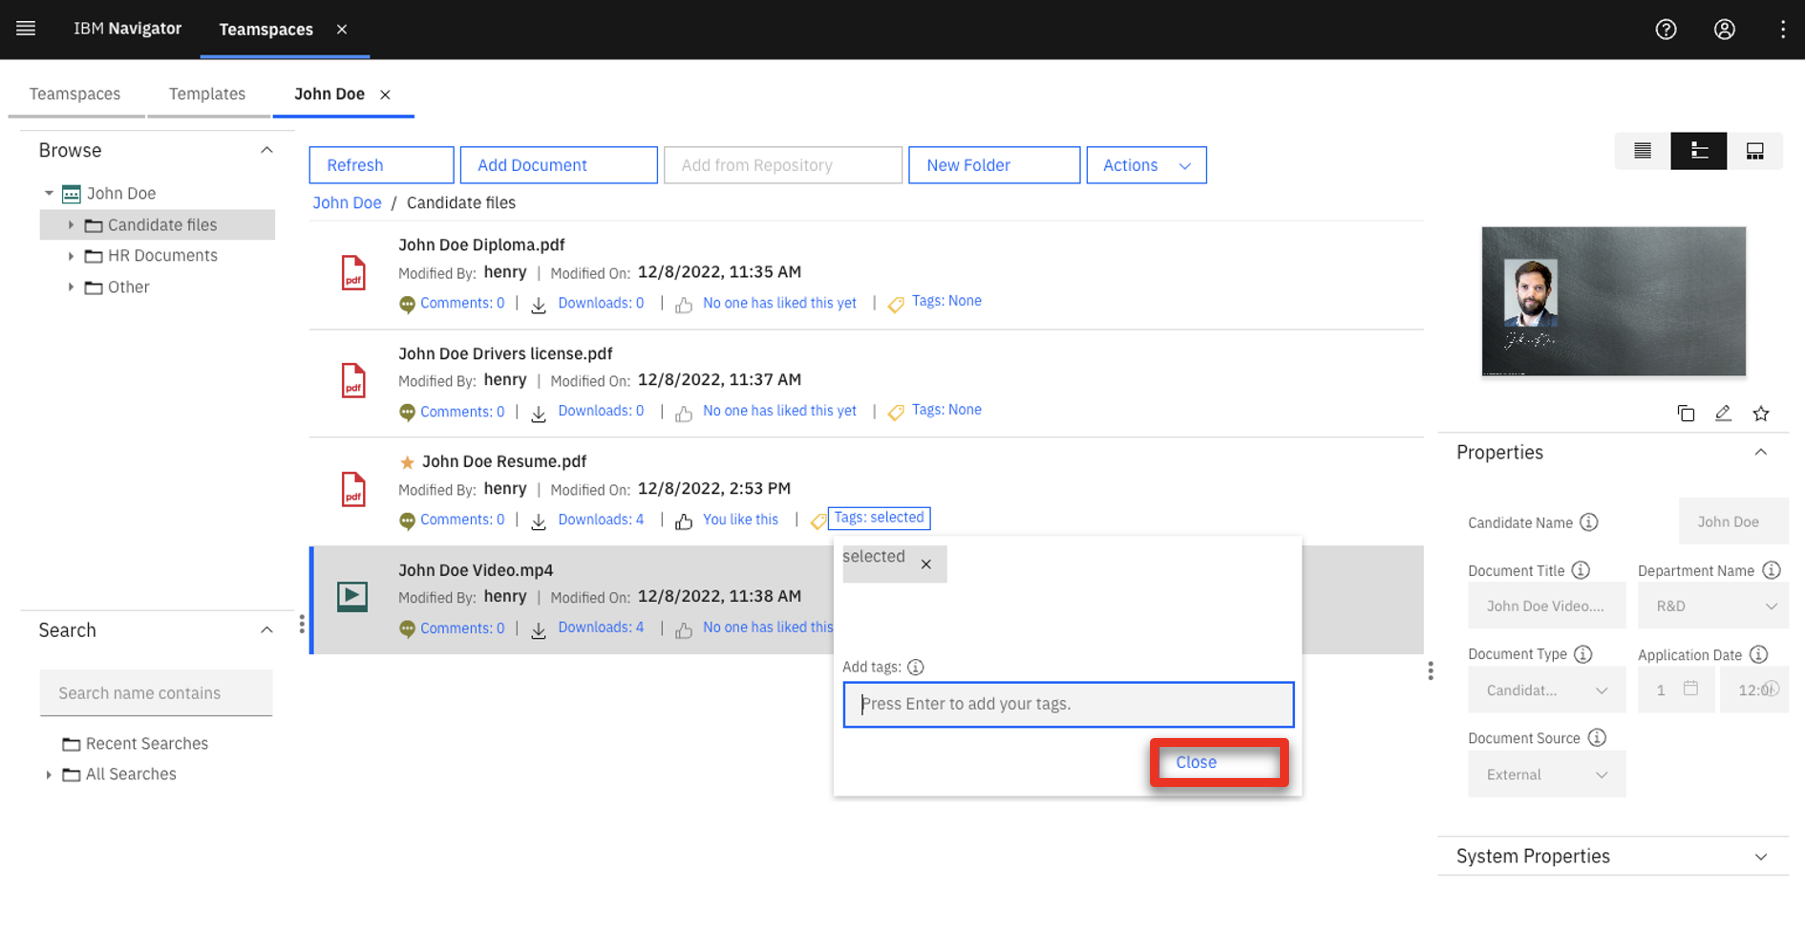 IBM Navigator
Teamspaces
Teamspaces
Templates
John Doe
Browse
John Doe
Candidate files
HR Documents
Other
Search
Search name contains
Recent Searches
All Searches
Refresh
Add Document
Add from Repository
New Folder
Actions
John Doe / Candidate files
John Doe Diploma.pdf
Modified By: henry | Modified On: 12/8/2022, 11:35 AM
Comments: 0 | Downloads: 0 | No one has liked this yet | Tags: None
pdf
John Doe Drivers license.pdf
Modified By: henry | Modified On: 12/8/2022, 11:37 AM
Comments: 0 | Downloads: 0 | No one has liked this yet | Tags: None
pdf
John Doe Resume.pdf
Modified By: henry | Modified On: 12/8/2022, 2:53 PM
Comments: 0 | Downloads: 4 | You like this | Tags: selected
pdf
John Doe Video.mp4
Modified By: henry | Modified On: 12/8/2022, 11:38 AM
Comments: 0 | Downloads: 4 | No one has liked this
selected
Add tags:
Press Enter to add your tags.
Close
Properties
Candidate Name
John Doe
Document Title
Department Name
John Doe Video....
R&D
Document Type
Application Date
Candidat...
1
12:0
Document Source
External
System Properties